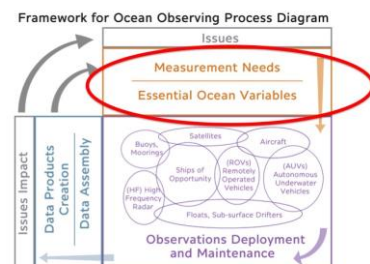 Framework for Ocean Observing Process Diagram
Issues
Measurement Needs
Essential Ocean Variables
Issues Impact
Data Products
Creation
Data Assembly
Satellites
Buoys,
Moorings
Aircraft
Ships of
Opportunity
(ROVs)
Remotely
Operated
Vehicles
(AUVs)
Autonomous
Underwater
Vehicles
(HF) High
Frequency
Radar
Floats, Sub-surface Drifters
Observations Deployment
and Maintenance